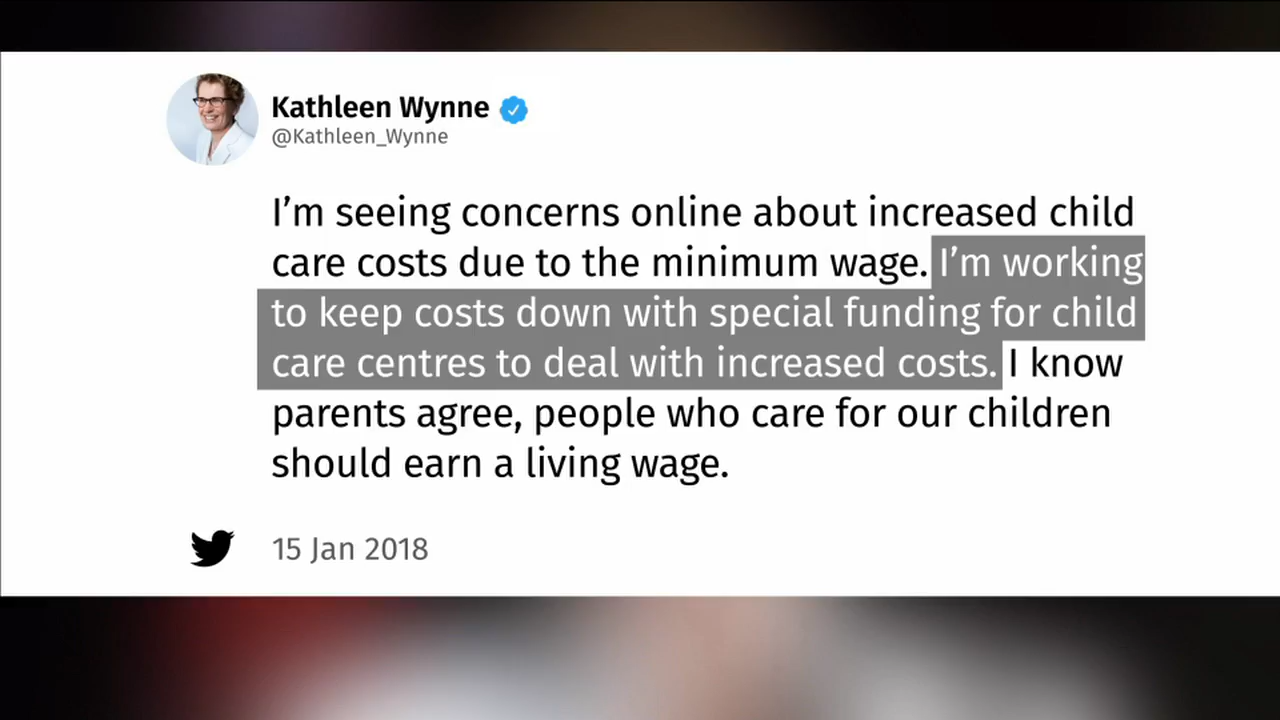 Kathleen Wynne
@Kathleen_Wynne
I'm seeing concerns online about increased child
care costs due to the minimum wage. I'm working
to keep costs down with special funding for child
care centres to deal with increased costs. I know
parents agree, people who care for our children
should earn a living wage.
15 Jan 2018